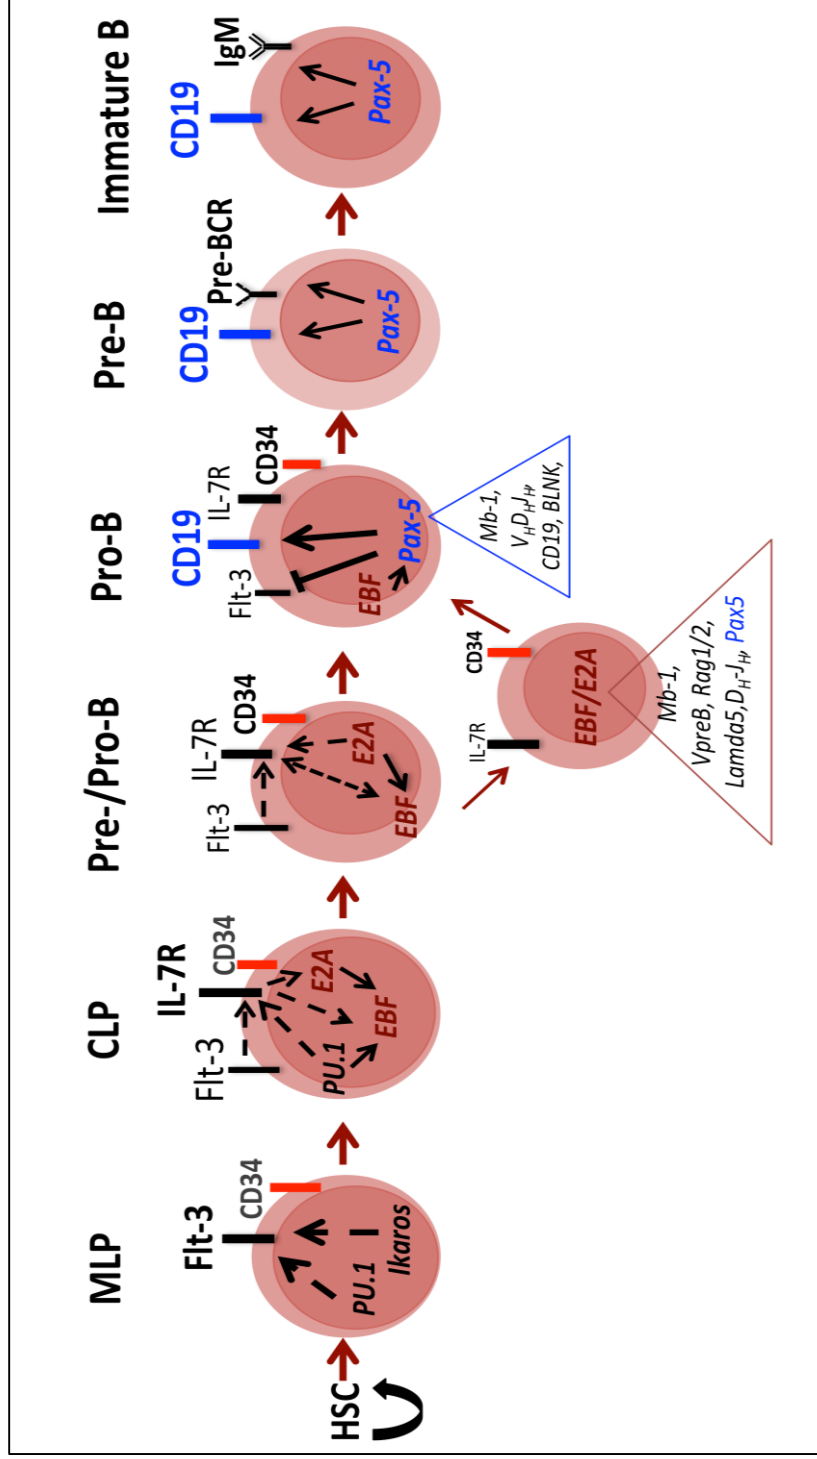 MLP
CLP
Pre-/Pro-B
Pro-B
Pre-B
Immature B
HSC
Flt-3
CD34
PU.1
Ikaros
Flt-3
IL-7R
CD34
PU.1
E2A
EBF
Flt-3
IL-7R
CD34
E2A
EBF
Flt-3
CD19
IL-7R
CD34
EBF
Pax-5
CD19
Pre-BCR
Pax-5
CD19
IgM
Pax-5
IL-7R
CD34
EBF/E2A
Mb-1,
VpreB, Rag1/2,
Lamda5,DH-JH, Pax5
Mb-1,
VHDHJH,
CD19, BLNK,